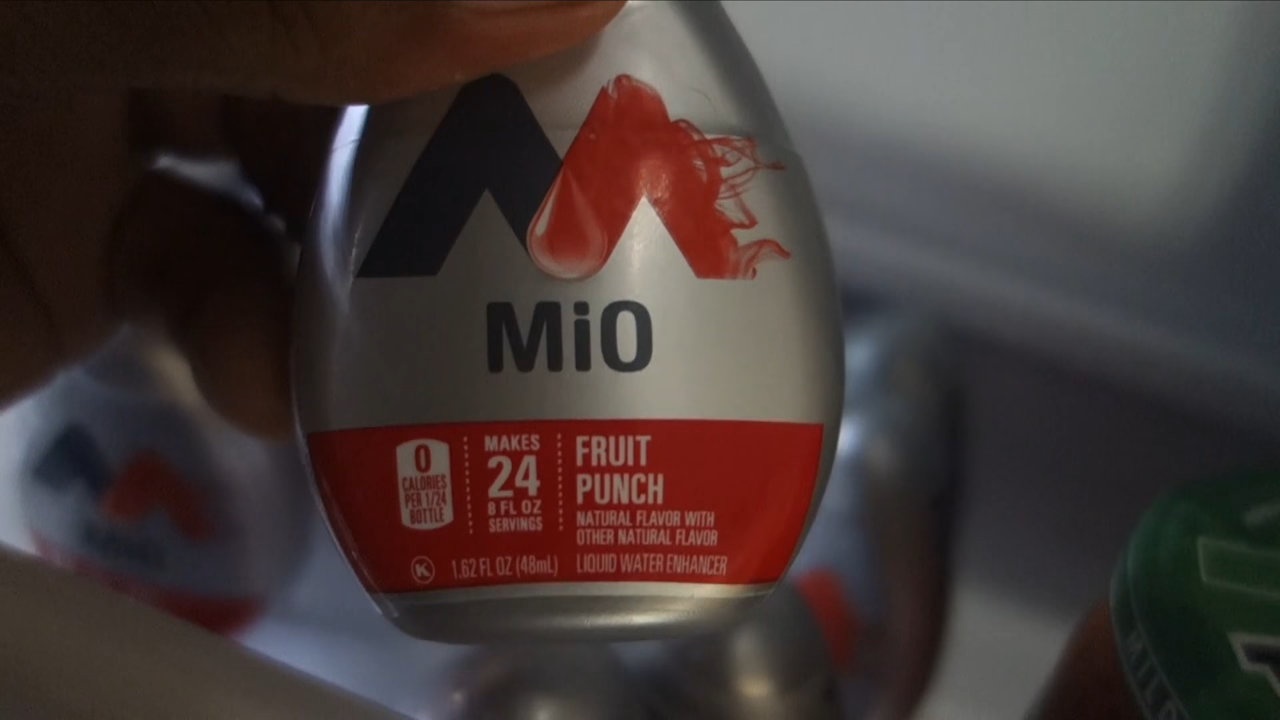 MiO
0
CALORIES
PER 1/24
BOTTLE
MAKES
24
8 FL OZ
SERVINGS
FRUIT
PUNCH
NATURAL FLAVOR WITH
OTHER NATURAL FLAVOR
K
1.62 FL OZ (48mL)
LIQUID WATER ENHANCER